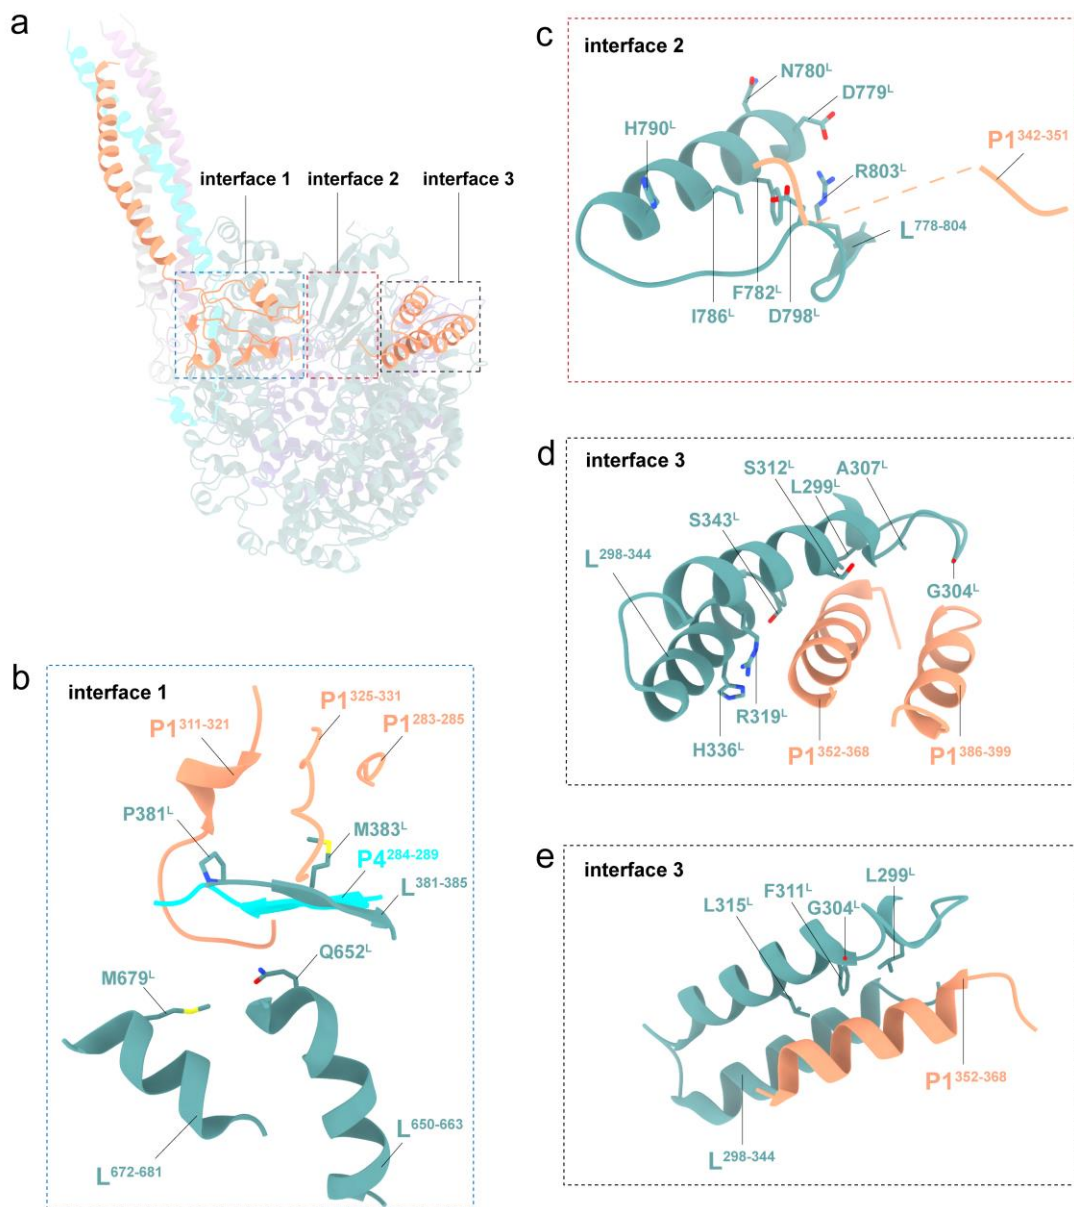 a
interface 1
interface 2
interface 3
b
interface 1
P1³²⁵⁻³³¹
P1³¹¹⁻³²¹
P1²⁸³⁻²⁸⁵
P381ᴸ
M383ᴸ
P4²⁸⁴⁻²⁸⁹
L³⁸¹⁻³⁸⁵
Q652ᴸ
M679ᴸ
L⁶⁵⁰⁻⁶⁶³
L⁶⁷²⁻⁶⁸¹
c
interface 2
N780ᴸ
D779ᴸ
H790ᴸ
P1³⁴²⁻³⁵¹
R803ᴸ
L⁷⁷⁸⁻⁸⁰⁴
F782ᴸ
I786ᴸ
D798ᴸ
d
interface 3
S312ᴸ
A307ᴸ
L299ᴸ
S343ᴸ
L²⁹⁸⁻³⁴⁴
G304ᴸ
R319ᴸ
H336ᴸ
P1³⁵²⁻³⁶⁸
P1³⁸⁶⁻³⁹⁹
e
interface 3
L299ᴸ
F311ᴸ
L315ᴸ
G304ᴸ
P1³⁵²⁻³⁶⁸
L²⁹⁸⁻³⁴⁴